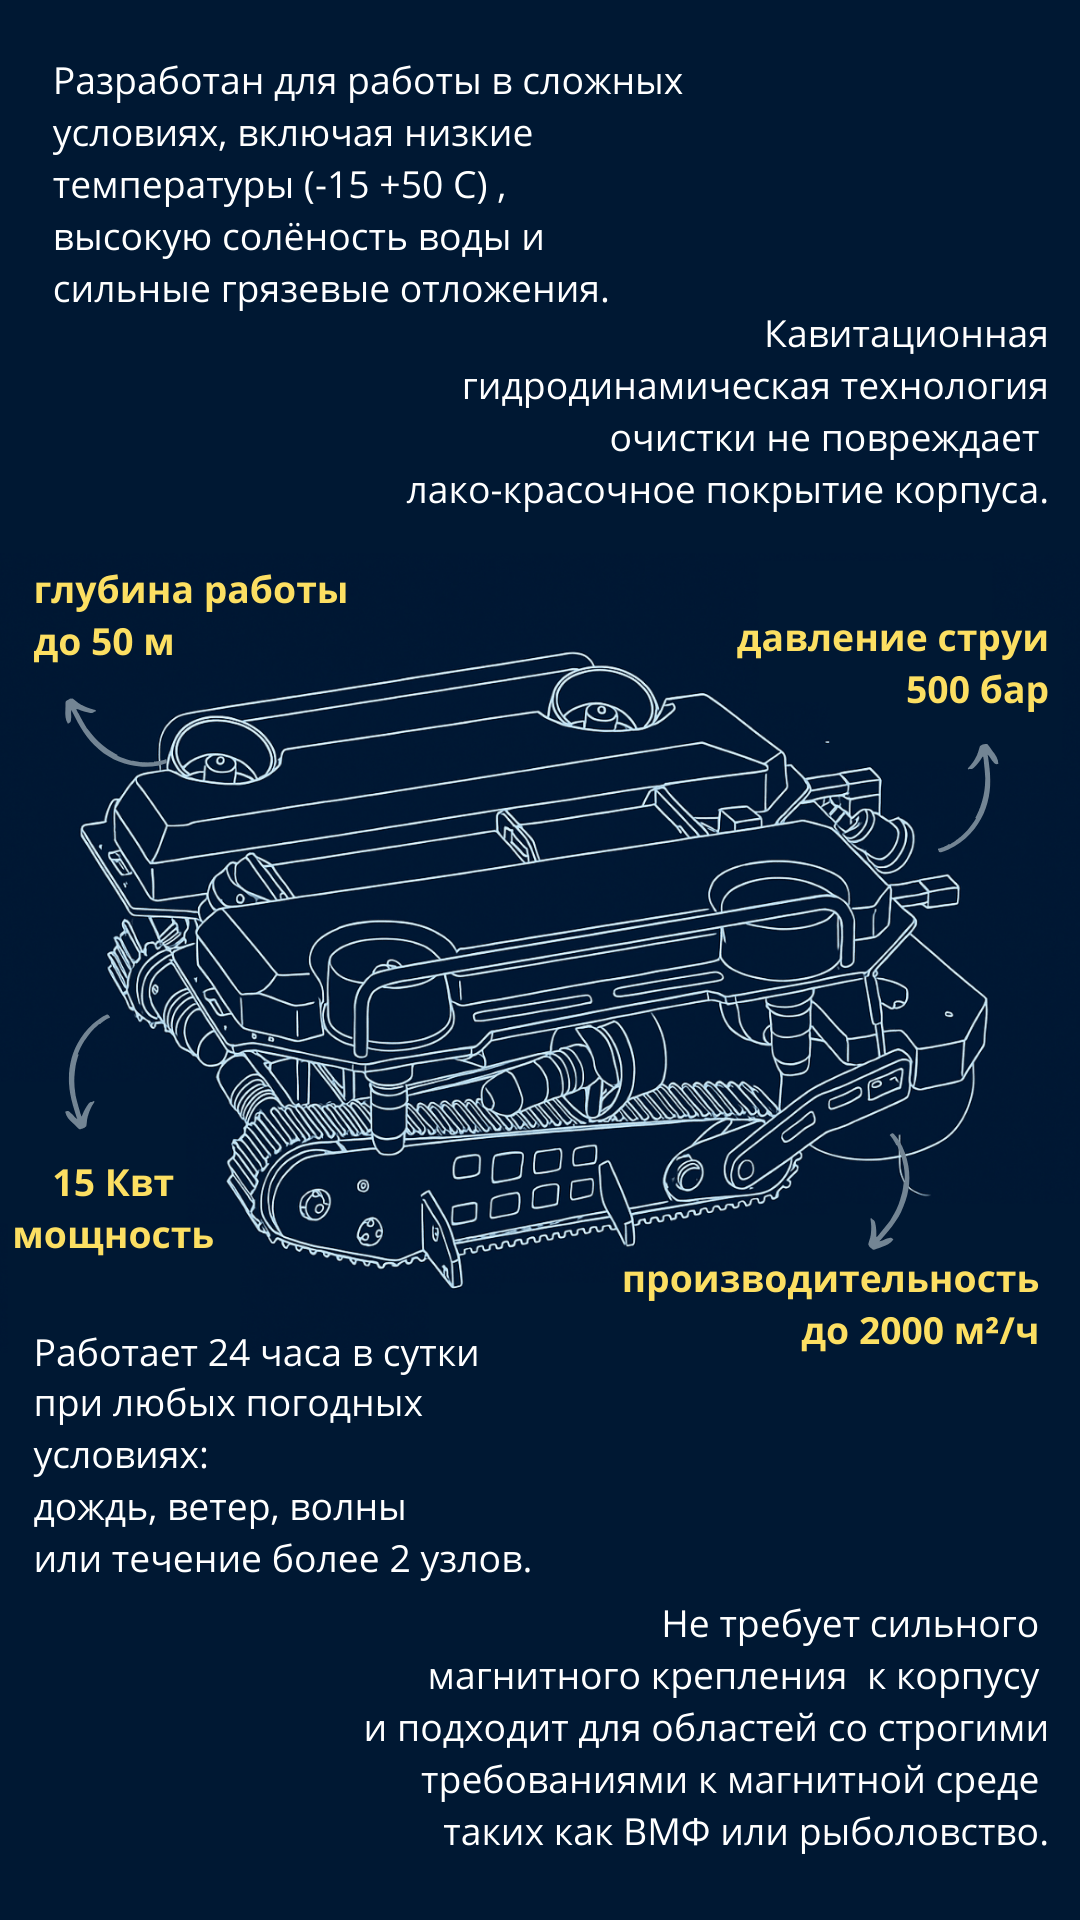 Разработан для работы в сложных
условиях, включая низкие
температуры (-15 +50 С) ,
высокую солёность воды и
сильные грязевые отложения.
Кавитационная
гидродинамическая технология
очистки не повреждает
лако-красочное покрытие корпуса.
глубина работы
до 50 м
давление струи
500 бар
15 Квт
мощность
производительность
до 2000 м²/ч
Работает 24 часа в сутки
при любых погодных
условиях:
дождь, ветер, волны
или течение более 2 узлов.
Не требует сильного
магнитного крепления к корпусу
и подходит для областей со строгими
требованиями к магнитной среде
таких как ВМФ или рыболовство.